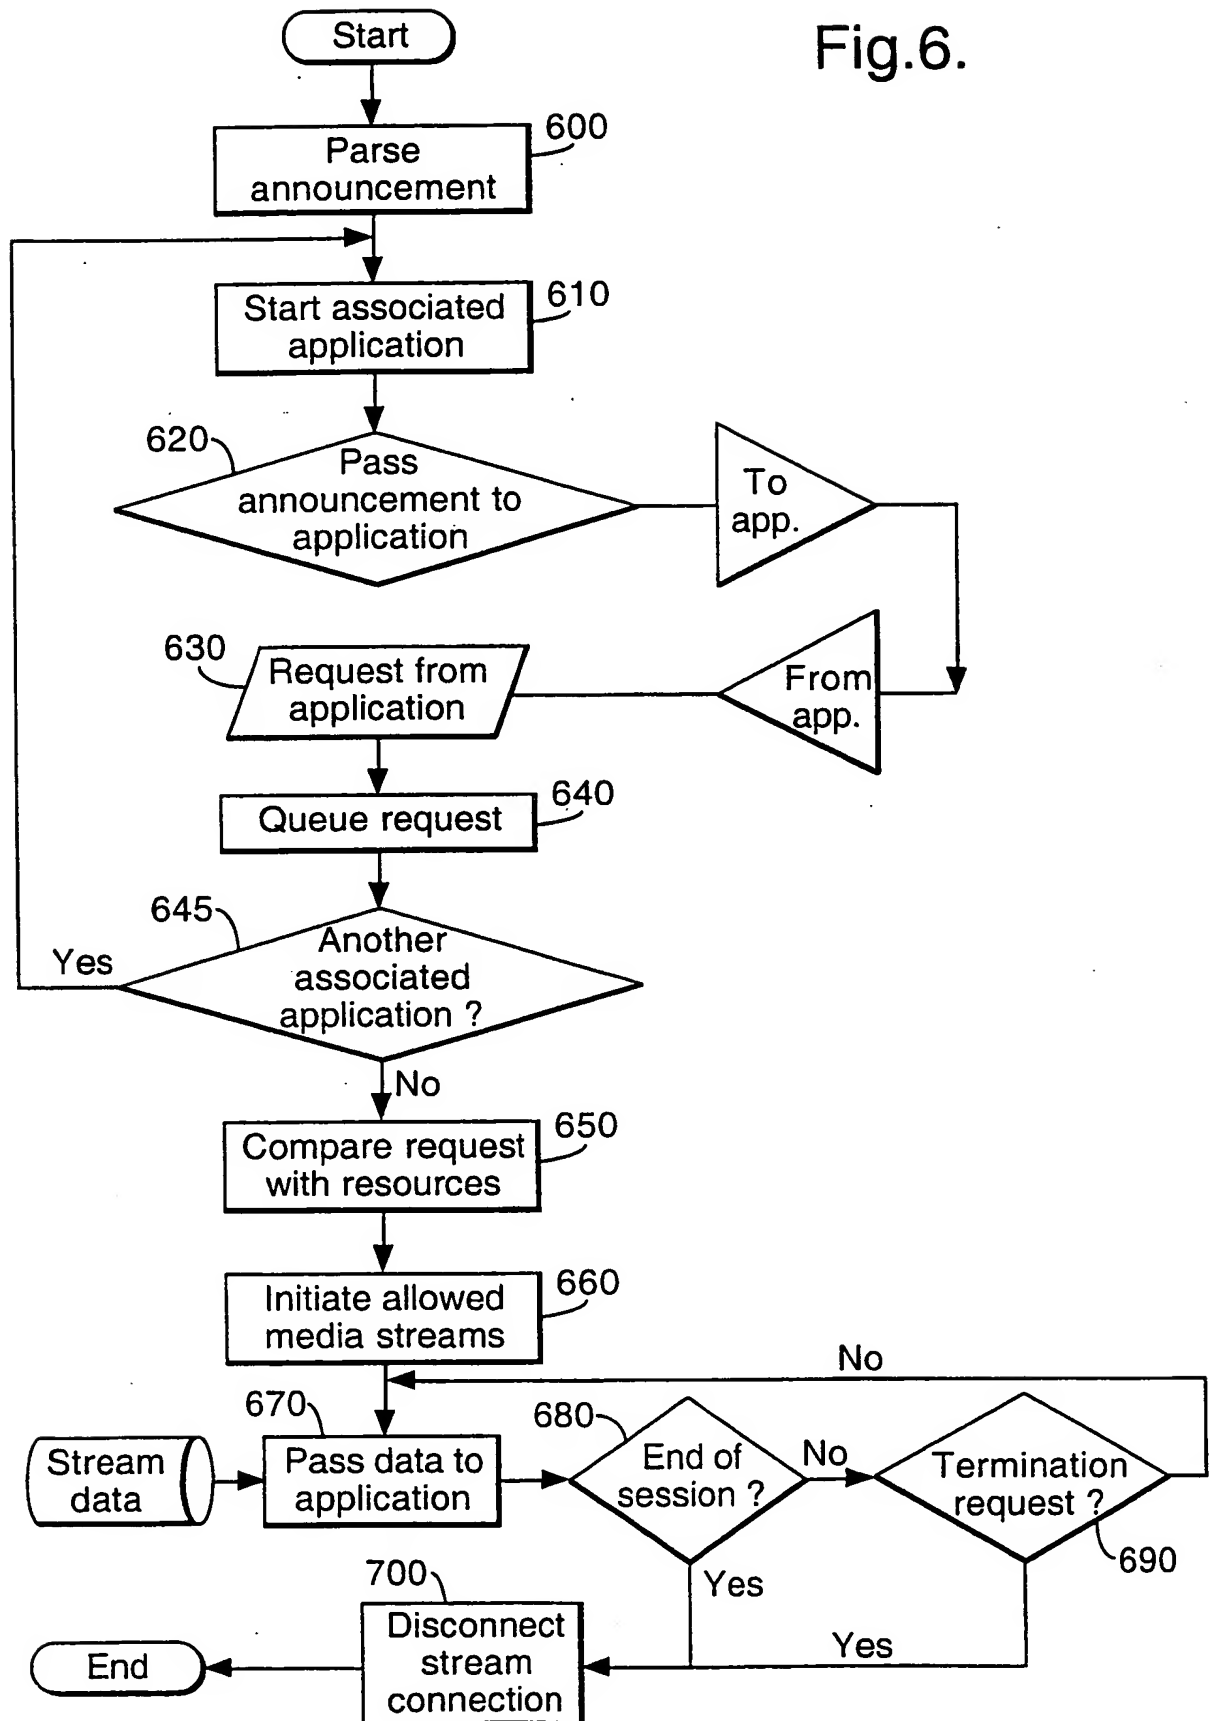 Start
Fig.6.
600
Parse
announcement
610
Start associated
application
620
Pass
announcement to
application
To
app.
630
Request from
application
From
app.
640
Queue request
645
Another
associated
application ?
Yes
No
650
Compare request
with resources
660
Initiate allowed
media streams
No
670
680
Stream
data
Pass data to
application
End of
session ?
No
Termination
request ?
690
700
Yes
Disconnect
stream
connection
End
Yes